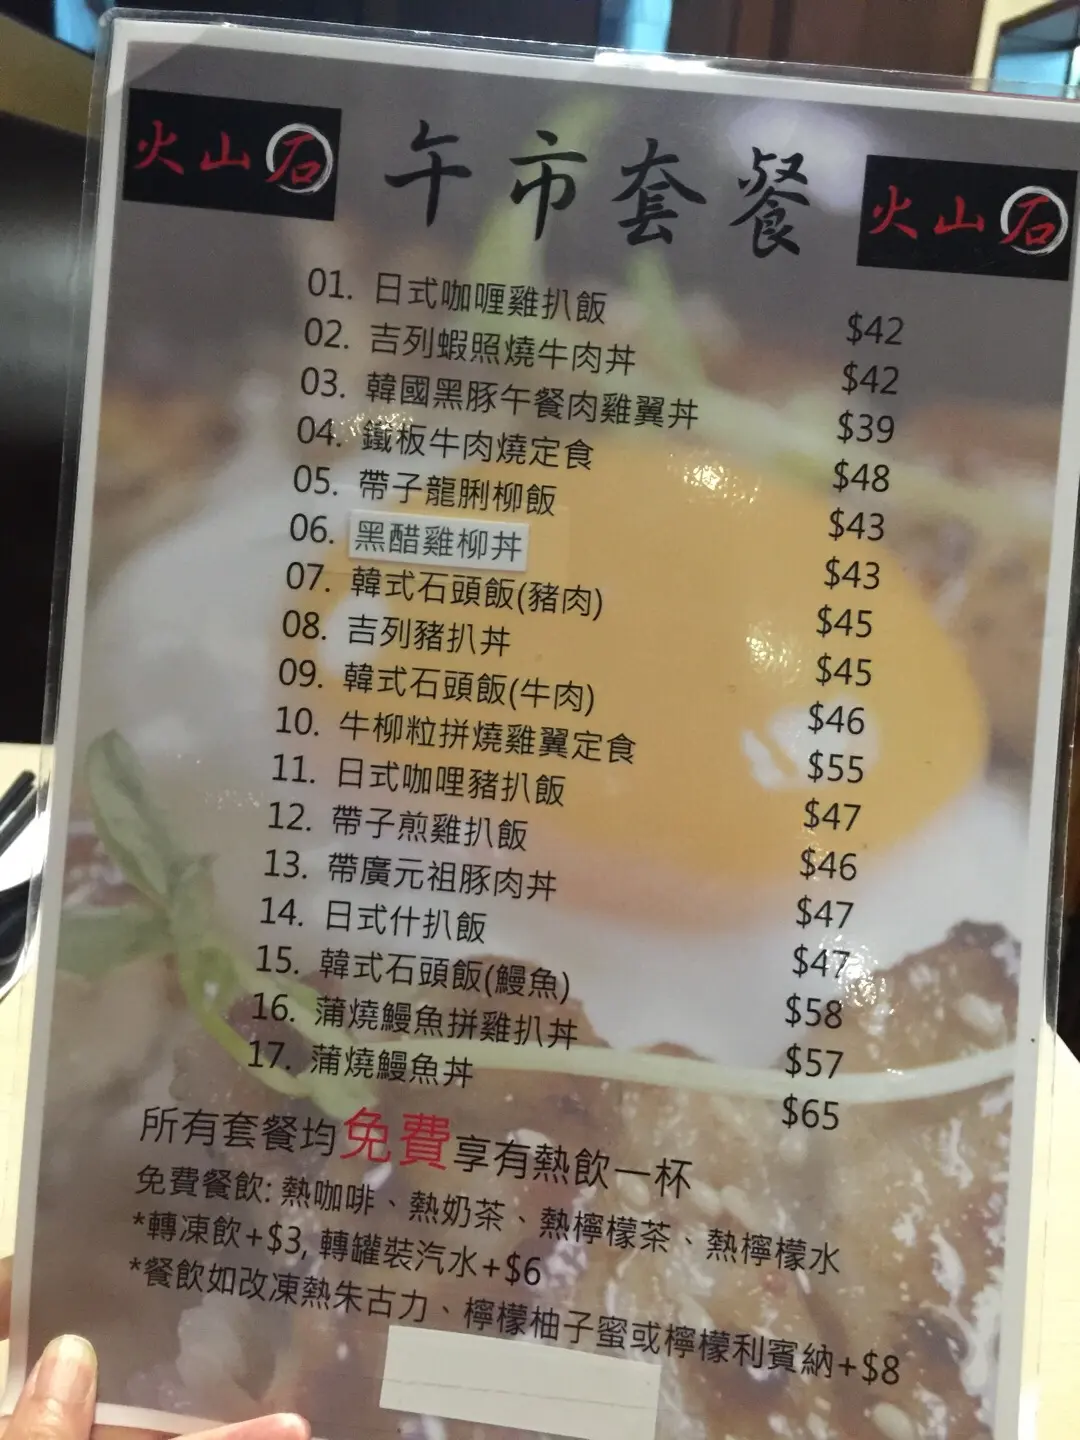 火山石 午市套餐 火山石
01. 日式咖喱雞扒飯 $42
02. 吉列蝦照燒牛肉丼 $42
03. 韓國黑豚午餐肉雞翼丼 $39
04. 鐵板牛肉燒定食 $48
05. 帶子龍脷柳飯 $43
06. 黑醋雞柳丼 $43
07. 韓式石頭飯(豬肉) $45
08. 吉列豬扒丼 $45
09. 韓式石頭飯(牛肉) $46
10. 牛柳粒拼燒雞翼定食 $55
11. 日式咖哩豬扒飯 $47
12. 帶子煎雞扒飯 $46
13. 帶廣元祖豚肉丼 $47
14. 日式什扒飯 $47
15. 韓式石頭飯(鰻魚) $58
16. 蒲燒鰻魚拼雞扒丼 $57
17. 蒲燒鰻魚丼 $65
所有套餐均免費享有熱飲一杯
免費餐飲: 熱咖啡、熱奶茶、熱檸檬茶、熱檸檬水
*轉凍飲+$3, 轉罐裝汽水+$6
*餐飲如改凍熱朱古力、檸檬柚子蜜或檸檬利賓納+$8